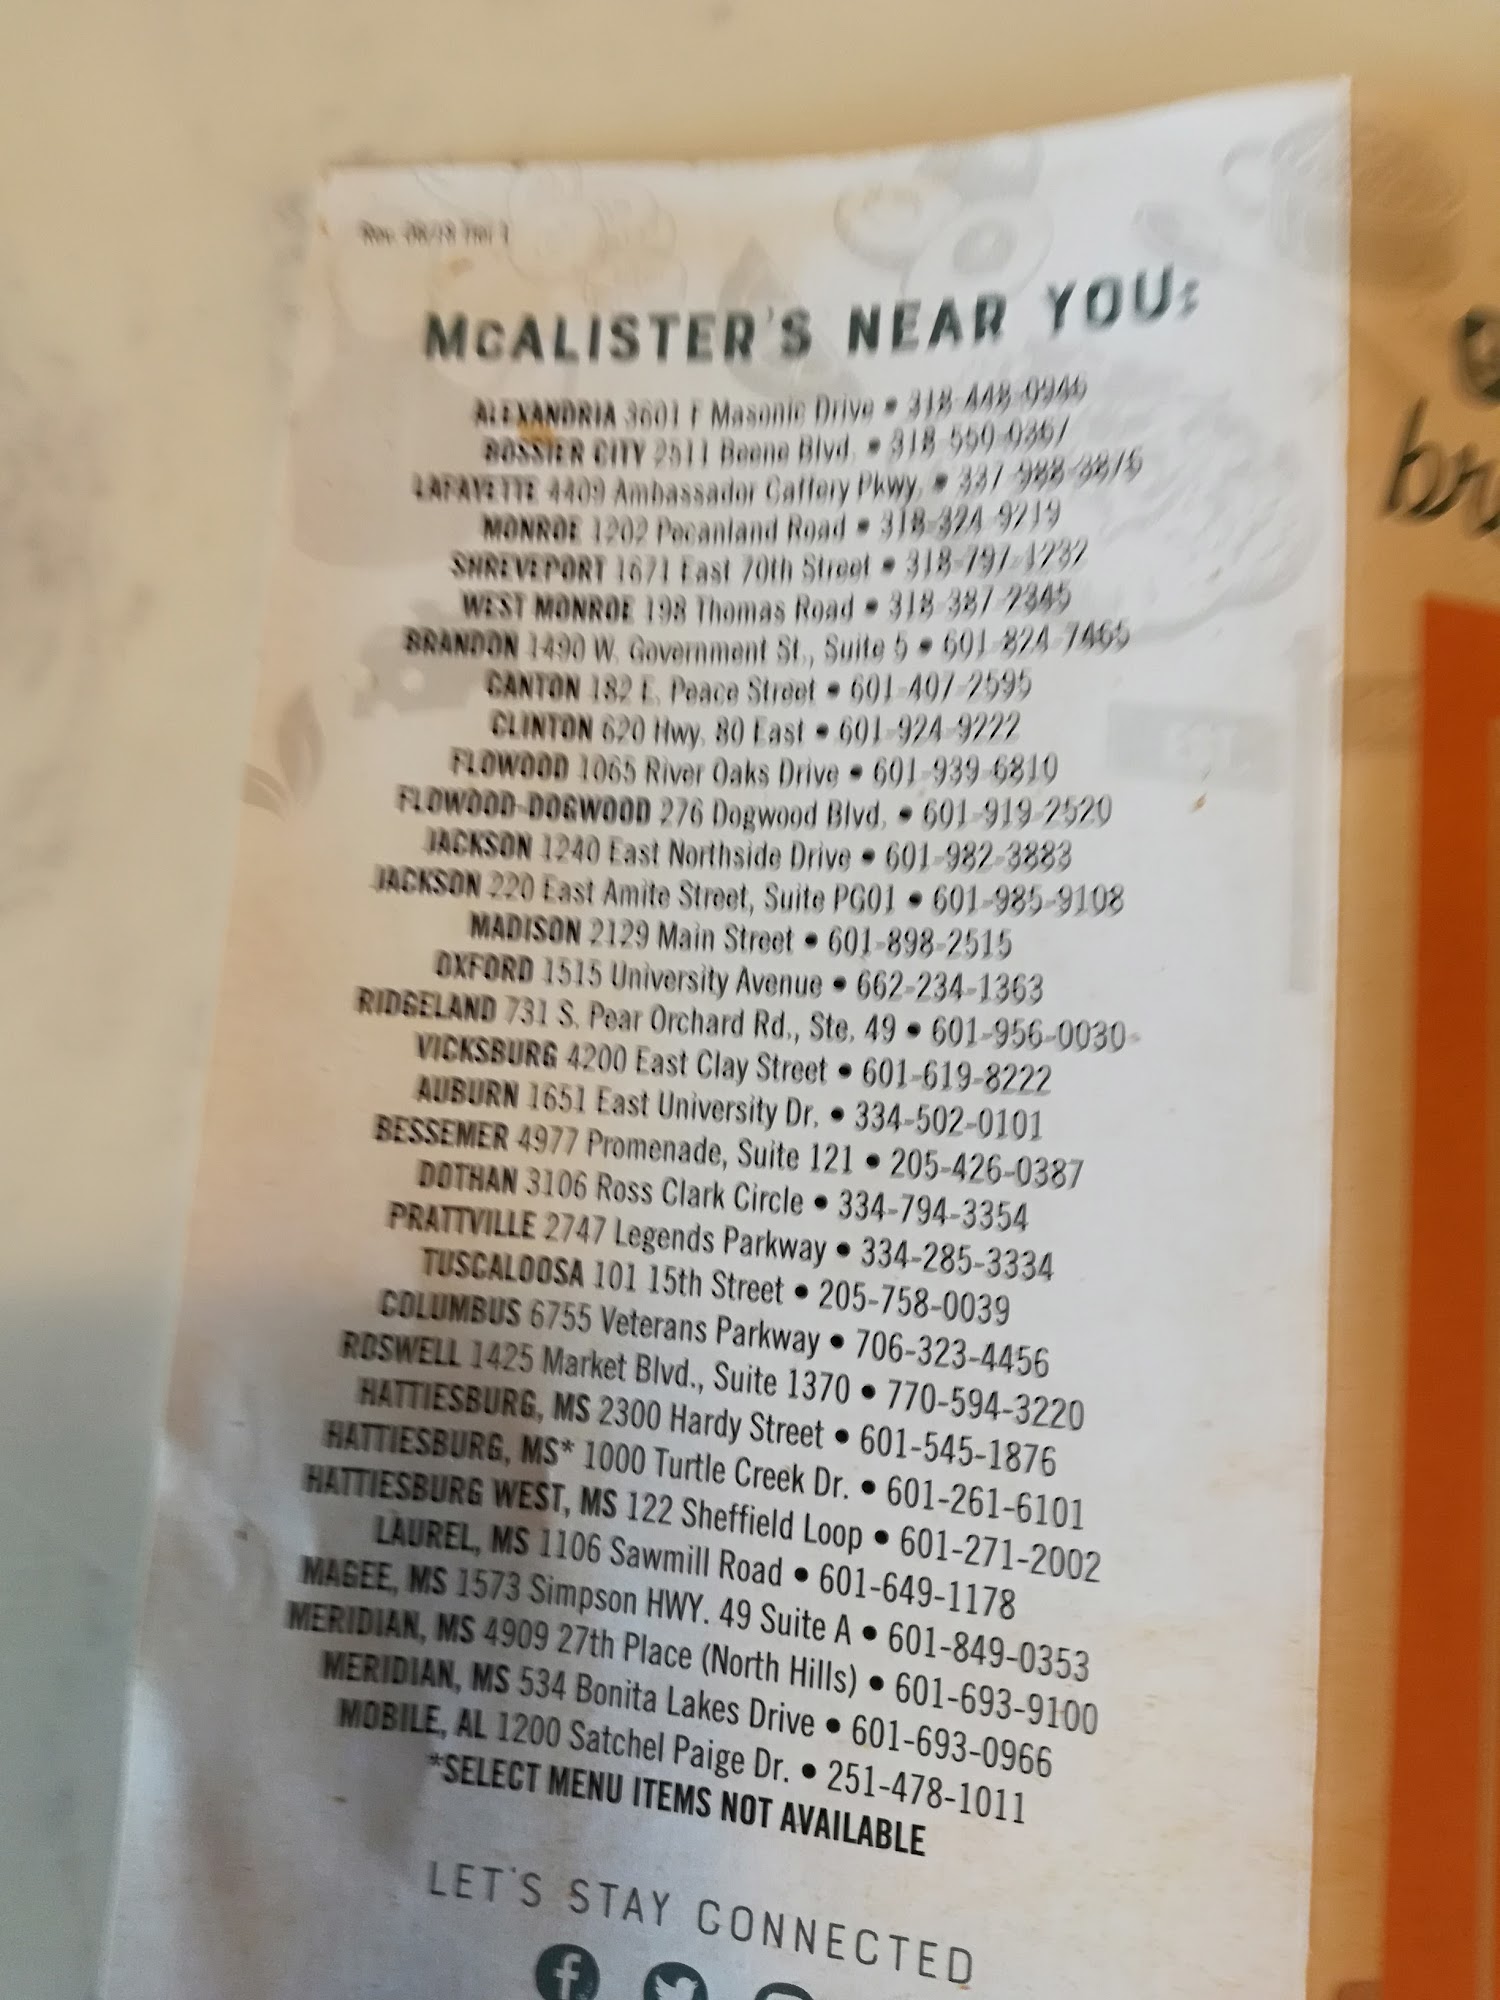 Rev. 08/18 Tier 1
McALISTER'S NEAR YOU:
ALEXANDRIA 3601 F Masonic Drive • 318-448-0946
BOSSIER CITY 2511 Beene Blvd. • 318-550-0367
LAFAYETTE 4409 Ambassador Caffery Pkwy. • 337-988-3875
MONROE 1202 Pecanland Road • 318-324-9219
SHREVEPORT 1671 East 70th Street • 318-797-1232
WEST MONROE 198 Thomas Road • 318-387-2345
BRANDON 1490 W. Government St., Suite 5 • 601-824-7465
CANTON 182 E. Peace Street • 601-407-2595
CLINTON 620 Hwy. 80 East • 601-924-9222
FLOWOOD 1065 River Oaks Drive • 601-939-6810
FLOWOOD-DOGWOOD 276 Dogwood Blvd. • 601-919-2520
JACKSON 1240 East Northside Drive • 601-982-3883
JACKSON 220 East Amite Street, Suite PG01 • 601-985-9108
MADISON 2129 Main Street • 601-898-2515
OXFORD 1515 University Avenue • 662-234-1363
RIDGELAND 731 S. Pear Orchard Rd., Ste. 49 • 601-956-0030
VICKSBURG 4200 East Clay Street • 601-619-8222
AUBURN 1651 East University Dr. • 334-502-0101
BESSEMER 4977 Promenade, Suite 121 • 205-426-0387
DOTHAN 3106 Ross Clark Circle • 334-794-3354
PRATTVILLE 2747 Legends Parkway • 334-285-3334
TUSCALOOSA 101 15th Street • 205-758-0039
COLUMBUS 6755 Veterans Parkway • 706-323-4456
ROSWELL 1425 Market Blvd., Suite 1370 • 770-594-3220
HATTIESBURG, MS 2300 Hardy Street • 601-545-1876
HATTIESBURG, MS* 1000 Turtle Creek Dr. • 601-261-6101
HATTIESBURG WEST, MS 122 Sheffield Loop • 601-271-2002
LAUREL, MS 1106 Sawmill Road • 601-649-1178
MAGEE, MS 1573 Simpson HWY. 49 Suite A • 601-849-0353
MERIDIAN, MS 4909 27th Place (North Hills) • 601-693-9100
MERIDIAN, MS 534 Bonita Lakes Drive • 601-693-0966
MOBILE, AL 1200 Satchel Paige Dr. • 251-478-1011
*SELECT MENU ITEMS NOT AVAILABLE
LET'S STAY CONNECTED